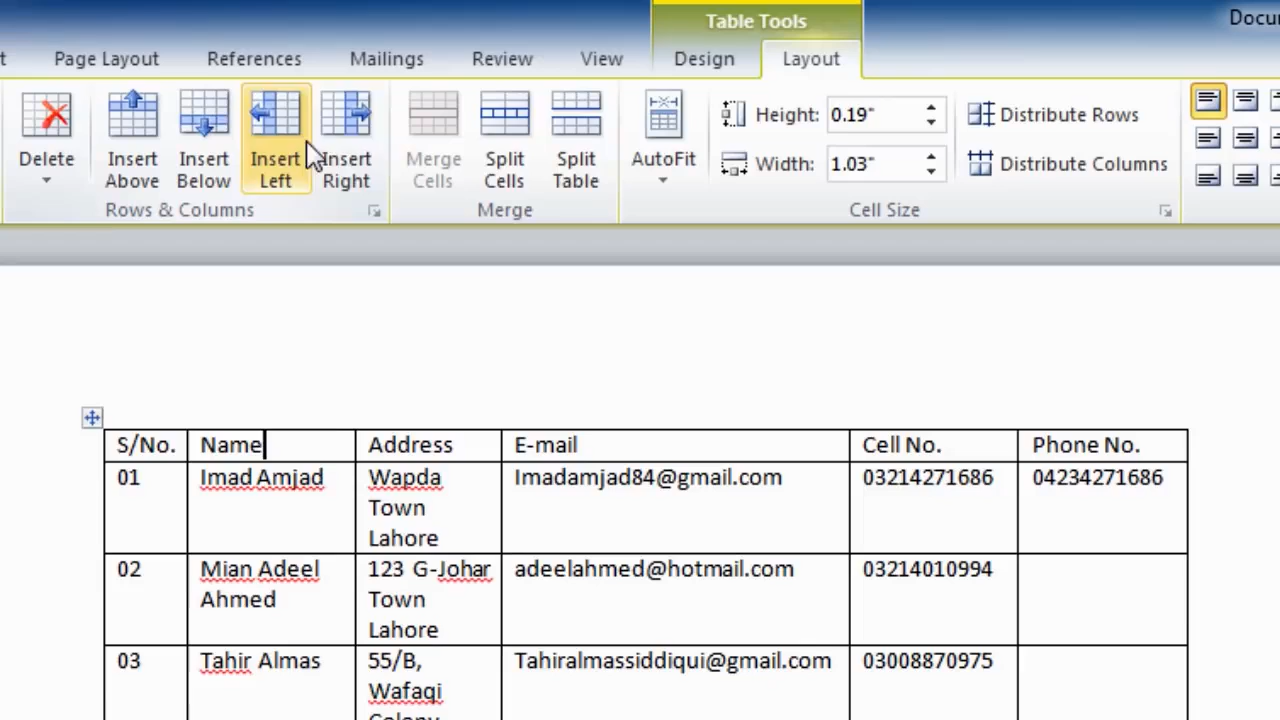 Table Tools
Page Layout References Mailings Review View Design Layout
Delete
Insert Above
Insert Below
Insert Left
Insert Right
Merge Cells
Split Cells
Split Table
AutoFit
Height: 0.19"
Width: 1.03"
Distribute Rows
Distribute Columns
Rows & Columns
Merge
Cell Size
S/No. Name Address E-mail Cell No. Phone No.
01 Imad Amjad Wapda Imadamjad84@gmail.com 03214271686 04234271686
Town
Lahore
02 Mian Adeel 123 G-Johar adeelahmed@hotmail.com 03214010994
Ahmed Town
Lahore
03 Tahir Almas 55/B, Tahiralmassiddiqui@gmail.com 03008870975
Wafaqi